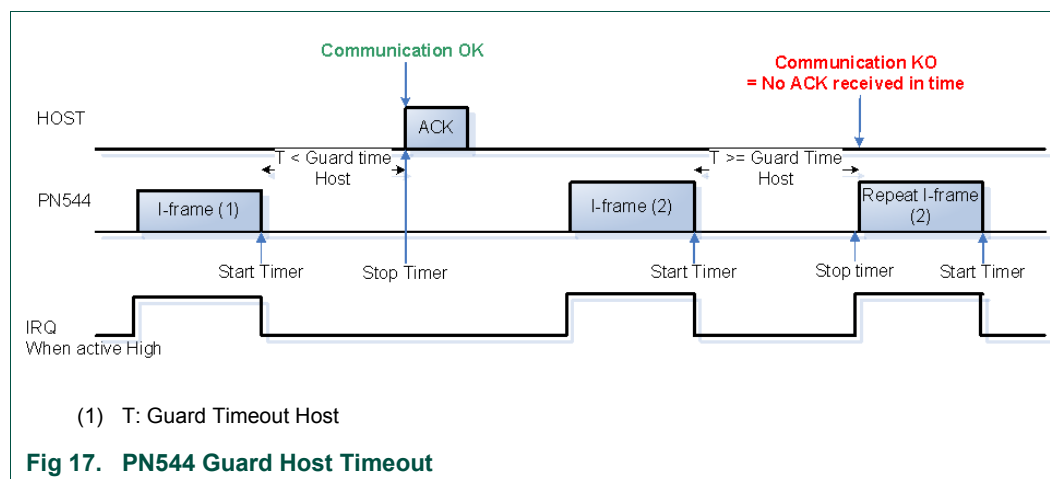 Communication OK
Communication KO
= No ACK received in time
HOST
ACK
T < Guard time
Host
T >= Guard Time
Host
PN544
I-frame (1)
I-frame (2)
Repeat I-frame
(2)
Start Timer
Stop Timer
Start Timer
Stop timer
Start Timer
IRQ
When active High
(1) T: Guard Timeout Host
Fig 17. PN544 Guard Host Timeout